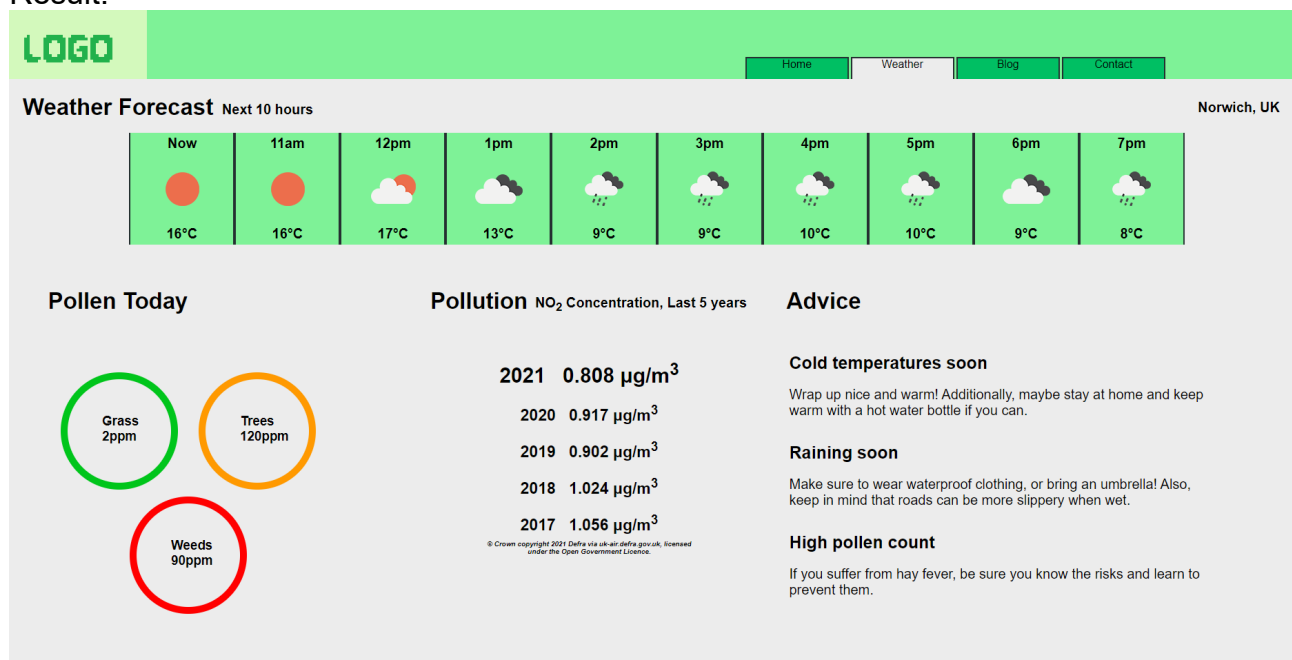 Result:
LOGO
Home Weather Blog Contact
Weather Forecast Next 10 hours
Norwich, UK
Now 11am 12pm 1pm 2pm 3pm 4pm 5pm 6pm 7pm
16°C 16°C 17°C 13°C 9°C 9°C 10°C 10°C 9°C 8°C
Pollen Today
Grass
2ppm
Trees
120ppm
Weeds
90ppm
Pollution NO₂ Concentration, Last 5 years
2021 0.808 µg/m³
2020 0.917 µg/m³
2019 0.902 µg/m³
2018 1.024 µg/m³
2017 1.056 µg/m³
© Crown copyright 2021 Defra via uk-air.defra.gov.uk, licensed
under the Open Government Licence.
Advice
Cold temperatures soon
Wrap up nice and warm! Additionally, maybe stay at home and keep
warm with a hot water bottle if you can.
Raining soon
Make sure to wear waterproof clothing, or bring an umbrella! Also,
keep in mind that roads can be more slippery when wet.
High pollen count
If you suffer from hay fever, be sure you know the risks and learn to
prevent them.